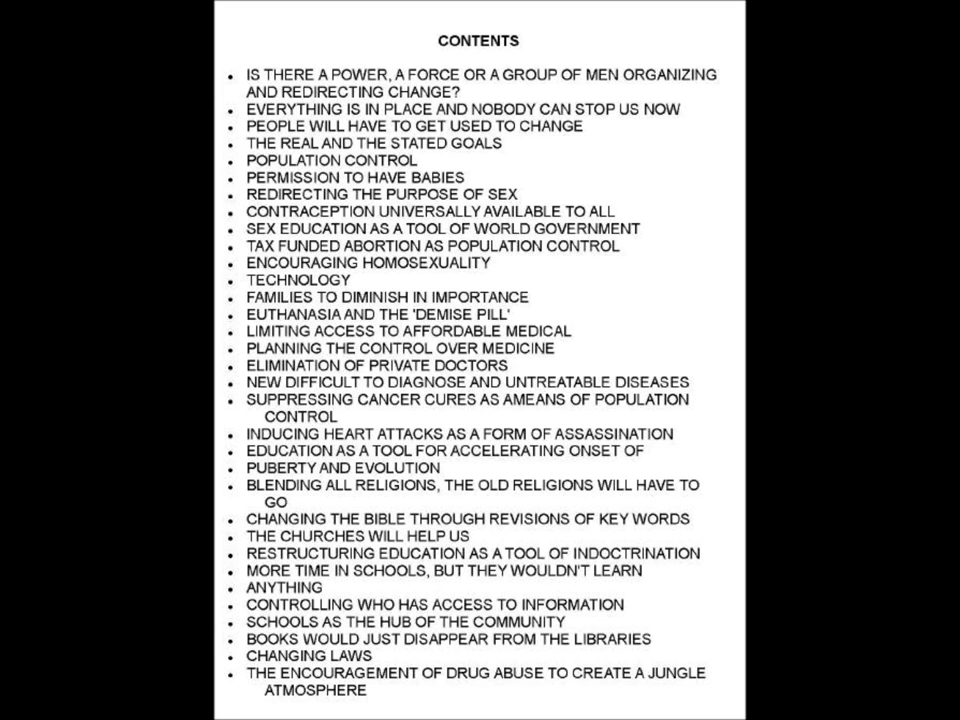 CONTENTS
• IS THERE A POWER, A FORCE OR A GROUP OF MEN ORGANIZING
AND REDIRECTING CHANGE?
• EVERYTHING IS IN PLACE AND NOBODY CAN STOP US NOW
• PEOPLE WILL HAVE TO GET USED TO CHANGE
• THE REAL AND THE STATED GOALS
• POPULATION CONTROL
• PERMISSION TO HAVE BABIES
• REDIRECTING THE PURPOSE OF SEX
• CONTRACEPTION UNIVERSALLY AVAILABLE TO ALL
• SEX EDUCATION AS A TOOL OF WORLD GOVERNMENT
• TAX FUNDED ABORTION AS POPULATION CONTROL
• ENCOURAGING HOMOSEXUALITY
• TECHNOLOGY
• FAMILIES TO DIMINISH IN IMPORTANCE
• EUTHANASIA AND THE 'DEMISE PILL'
• LIMITING ACCESS TO AFFORDABLE MEDICAL
• PLANNING THE CONTROL OVER MEDICINE
• ELIMINATION OF PRIVATE DOCTORS
• NEW DIFFICULT TO DIAGNOSE AND UNTREATABLE DISEASES
• SUPPRESSING CANCER CURES AS AMEANS OF POPULATION
CONTROL
• INDUCING HEART ATTACKS AS A FORM OF ASSASSINATION
• EDUCATION AS A TOOL FOR ACCELERATING ONSET OF
• PUBERTY AND EVOLUTION
• BLENDING ALL RELIGIONS, THE OLD RELIGIONS WILL HAVE TO
GO
• CHANGING THE BIBLE THROUGH REVISIONS OF KEY WORDS
• THE CHURCHES WILL HELP US
• RESTRUCTURING EDUCATION AS A TOOL OF INDOCTRINATION
• MORE TIME IN SCHOOLS, BUT THEY WOULDN'T LEARN
• ANYTHING
• CONTROLLING WHO HAS ACCESS TO INFORMATION
• SCHOOLS AS THE HUB OF THE COMMUNITY
• BOOKS WOULD JUST DISAPPEAR FROM THE LIBRARIES
• CHANGING LAWS
• THE ENCOURAGEMENT OF DRUG ABUSE TO CREATE A JUNGLE
ATMOSPHERE